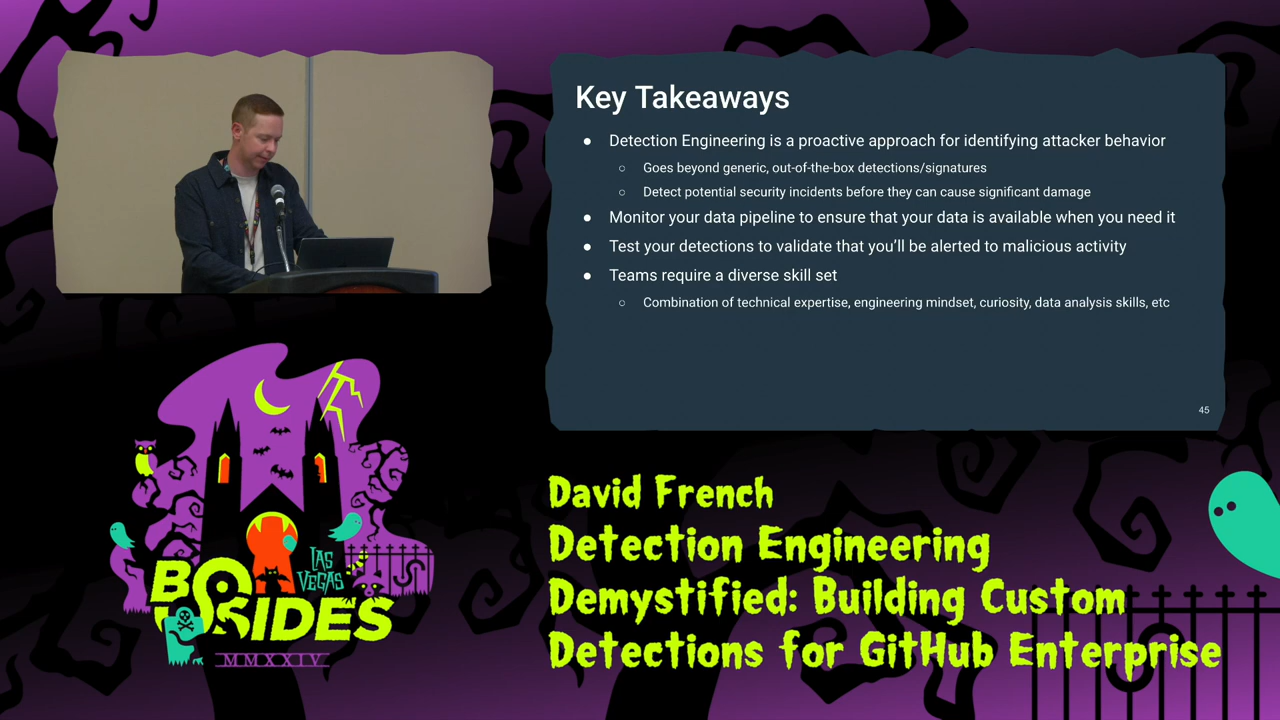 Key Takeaways
● Detection Engineering is a proactive approach for identifying attacker behavior
○ Goes beyond generic, out-of-the-box detections/signatures
○ Detect potential security incidents before they can cause significant damage
● Monitor your data pipeline to ensure that your data is available when you need it
● Test your detections to validate that you’ll be alerted to malicious activity
● Teams require a diverse skill set
○ Combination of technical expertise, engineering mindset, curiosity, data analysis skills, etc
45
LAS
VEGAS
BSIDES
MMXXIV
David French
Detection Engineering
Demystified: Building Custom
Detections for GitHub Enterprise